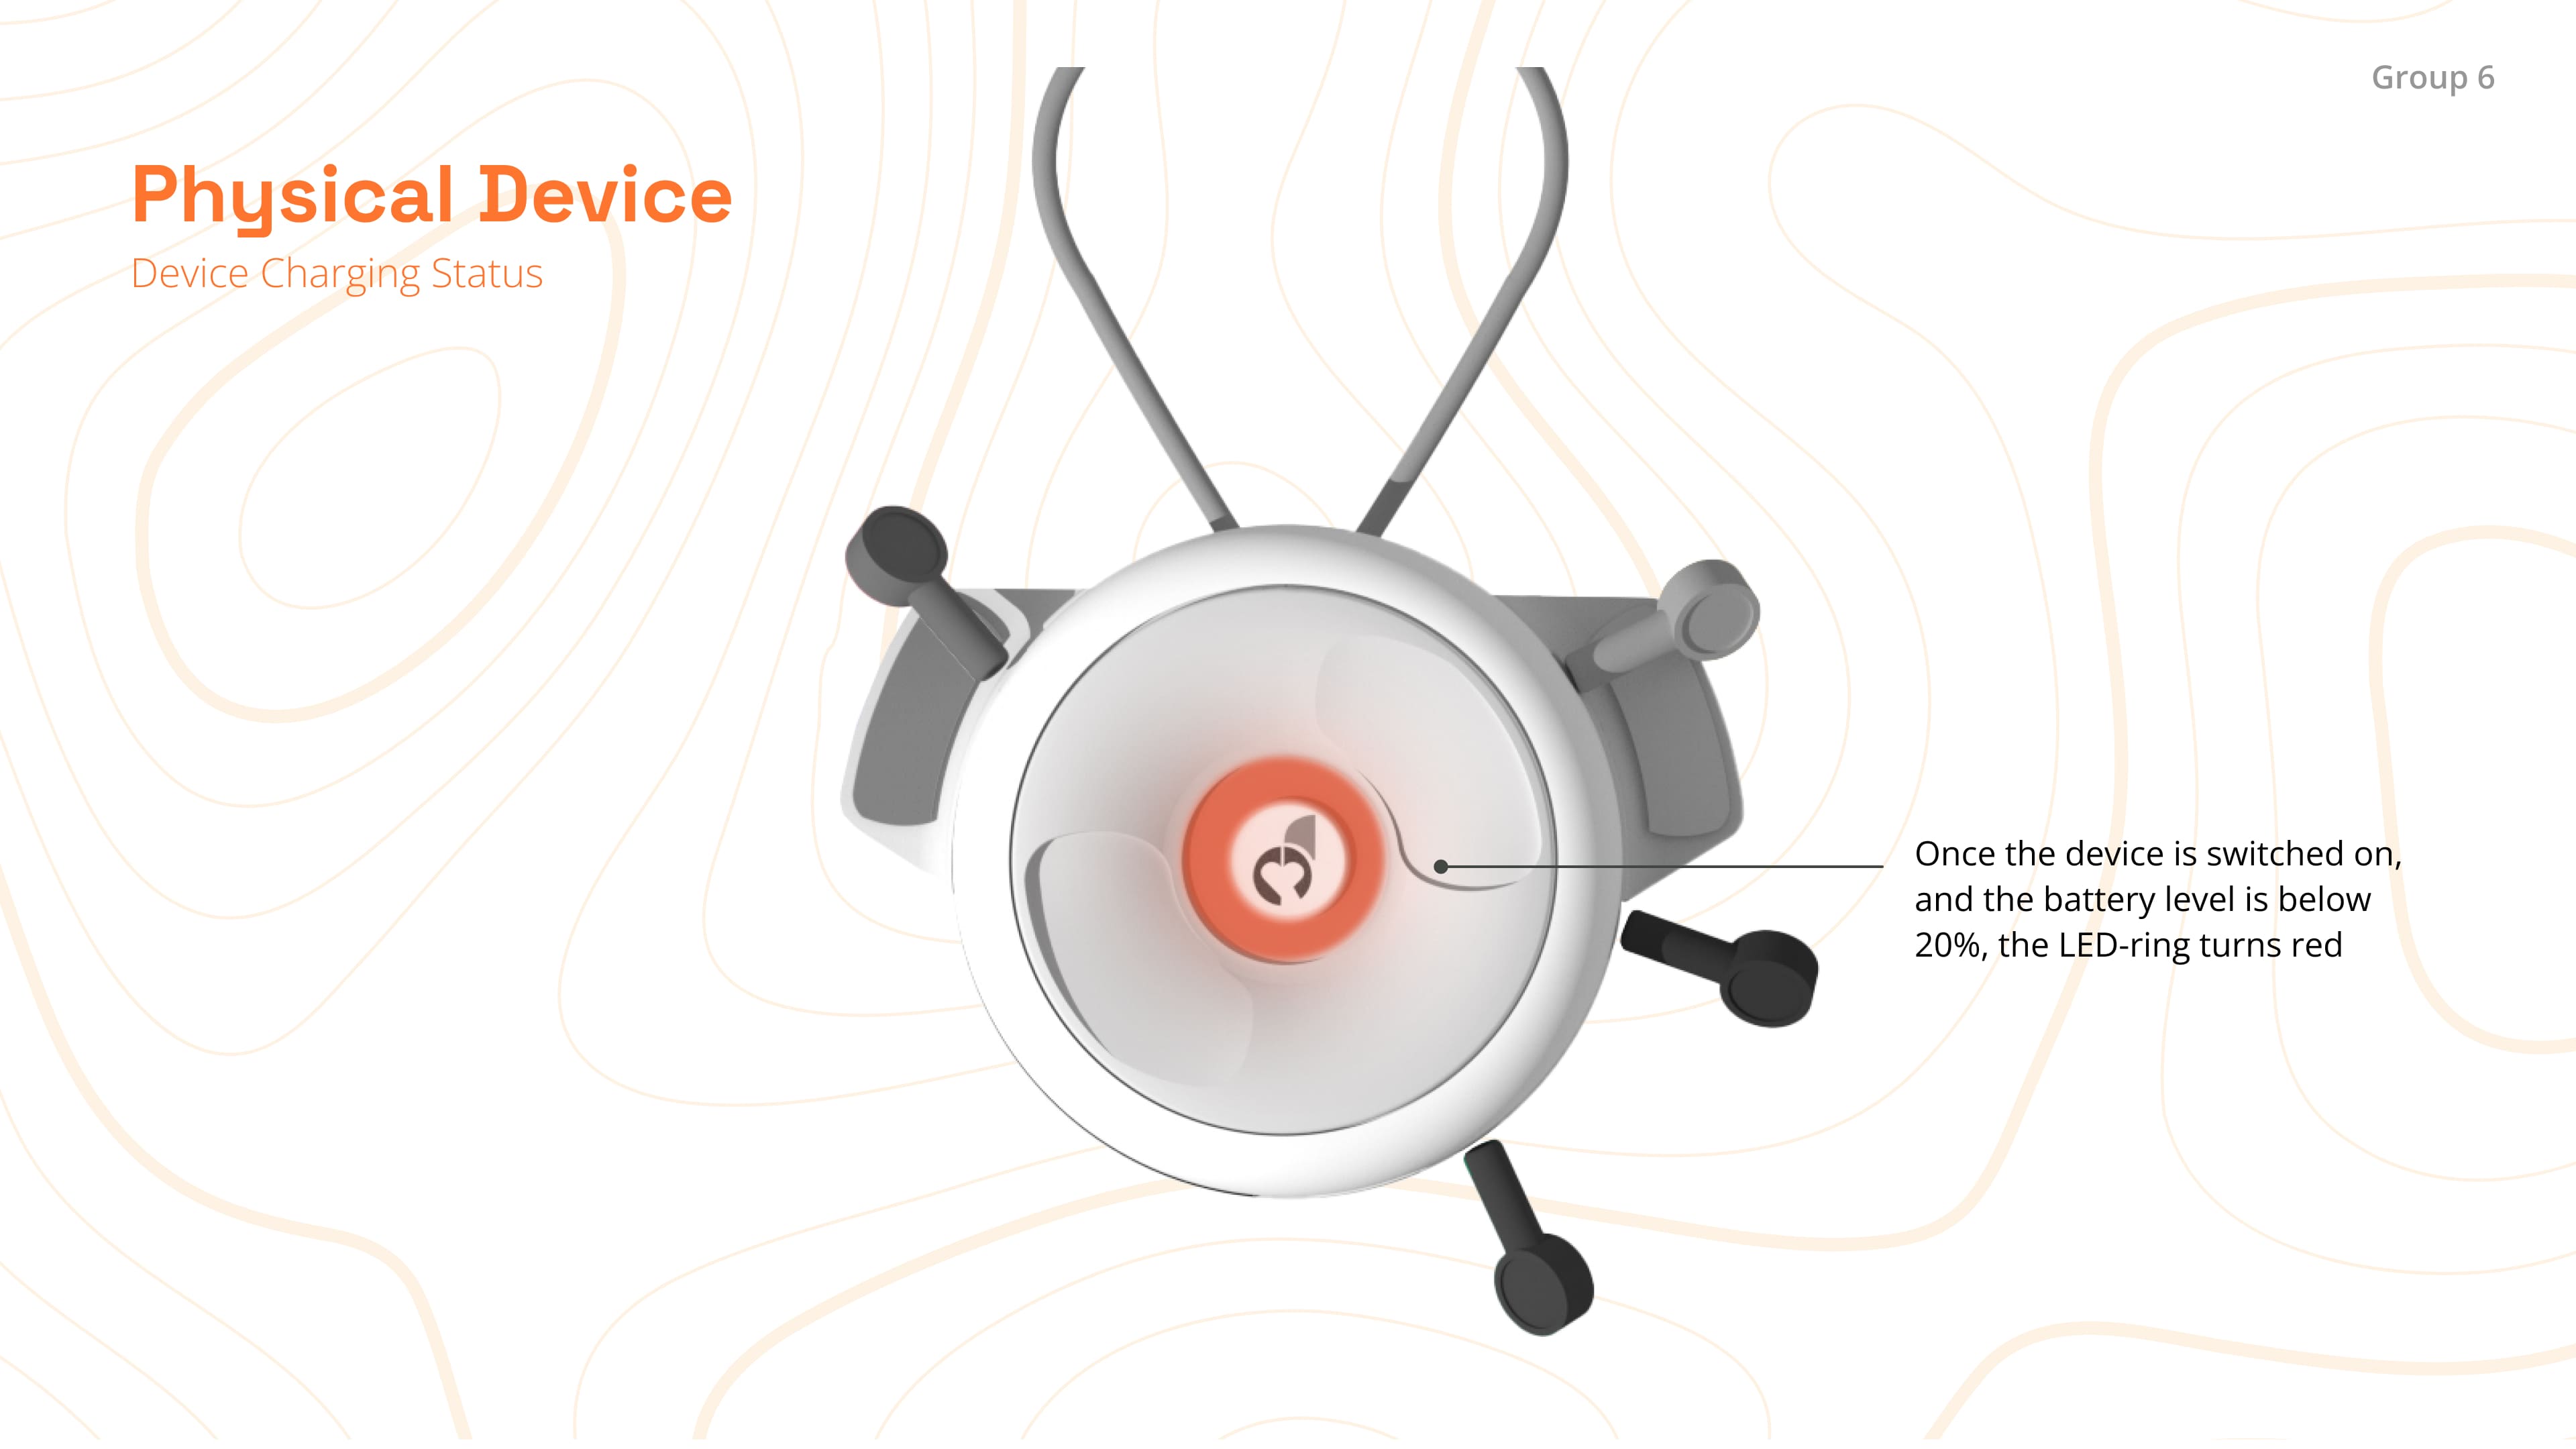 Group 6
Physical Device
Device Charging Status
Once the device is switched on,
and the battery level is below
20%, the LED-ring turns red